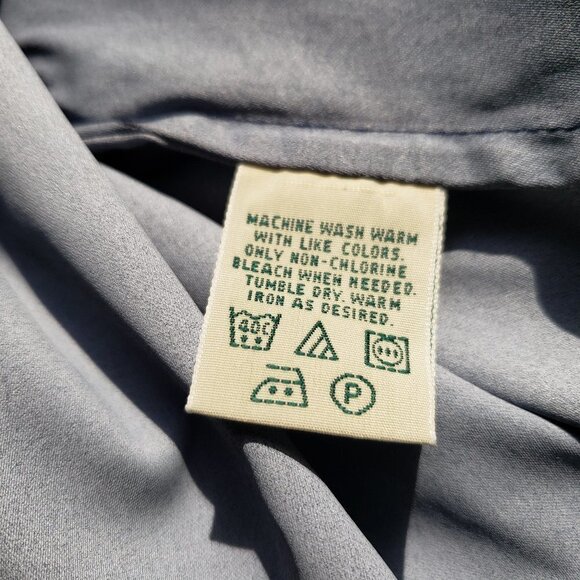 MACHINE WASH WARM
WITH LIKE COLORS.
ONLY NON-CHLORINE
BLEACH WHEN NEEDED.
TUMBLE DRY. WARM
IRON AS DESIRED.
40C
P